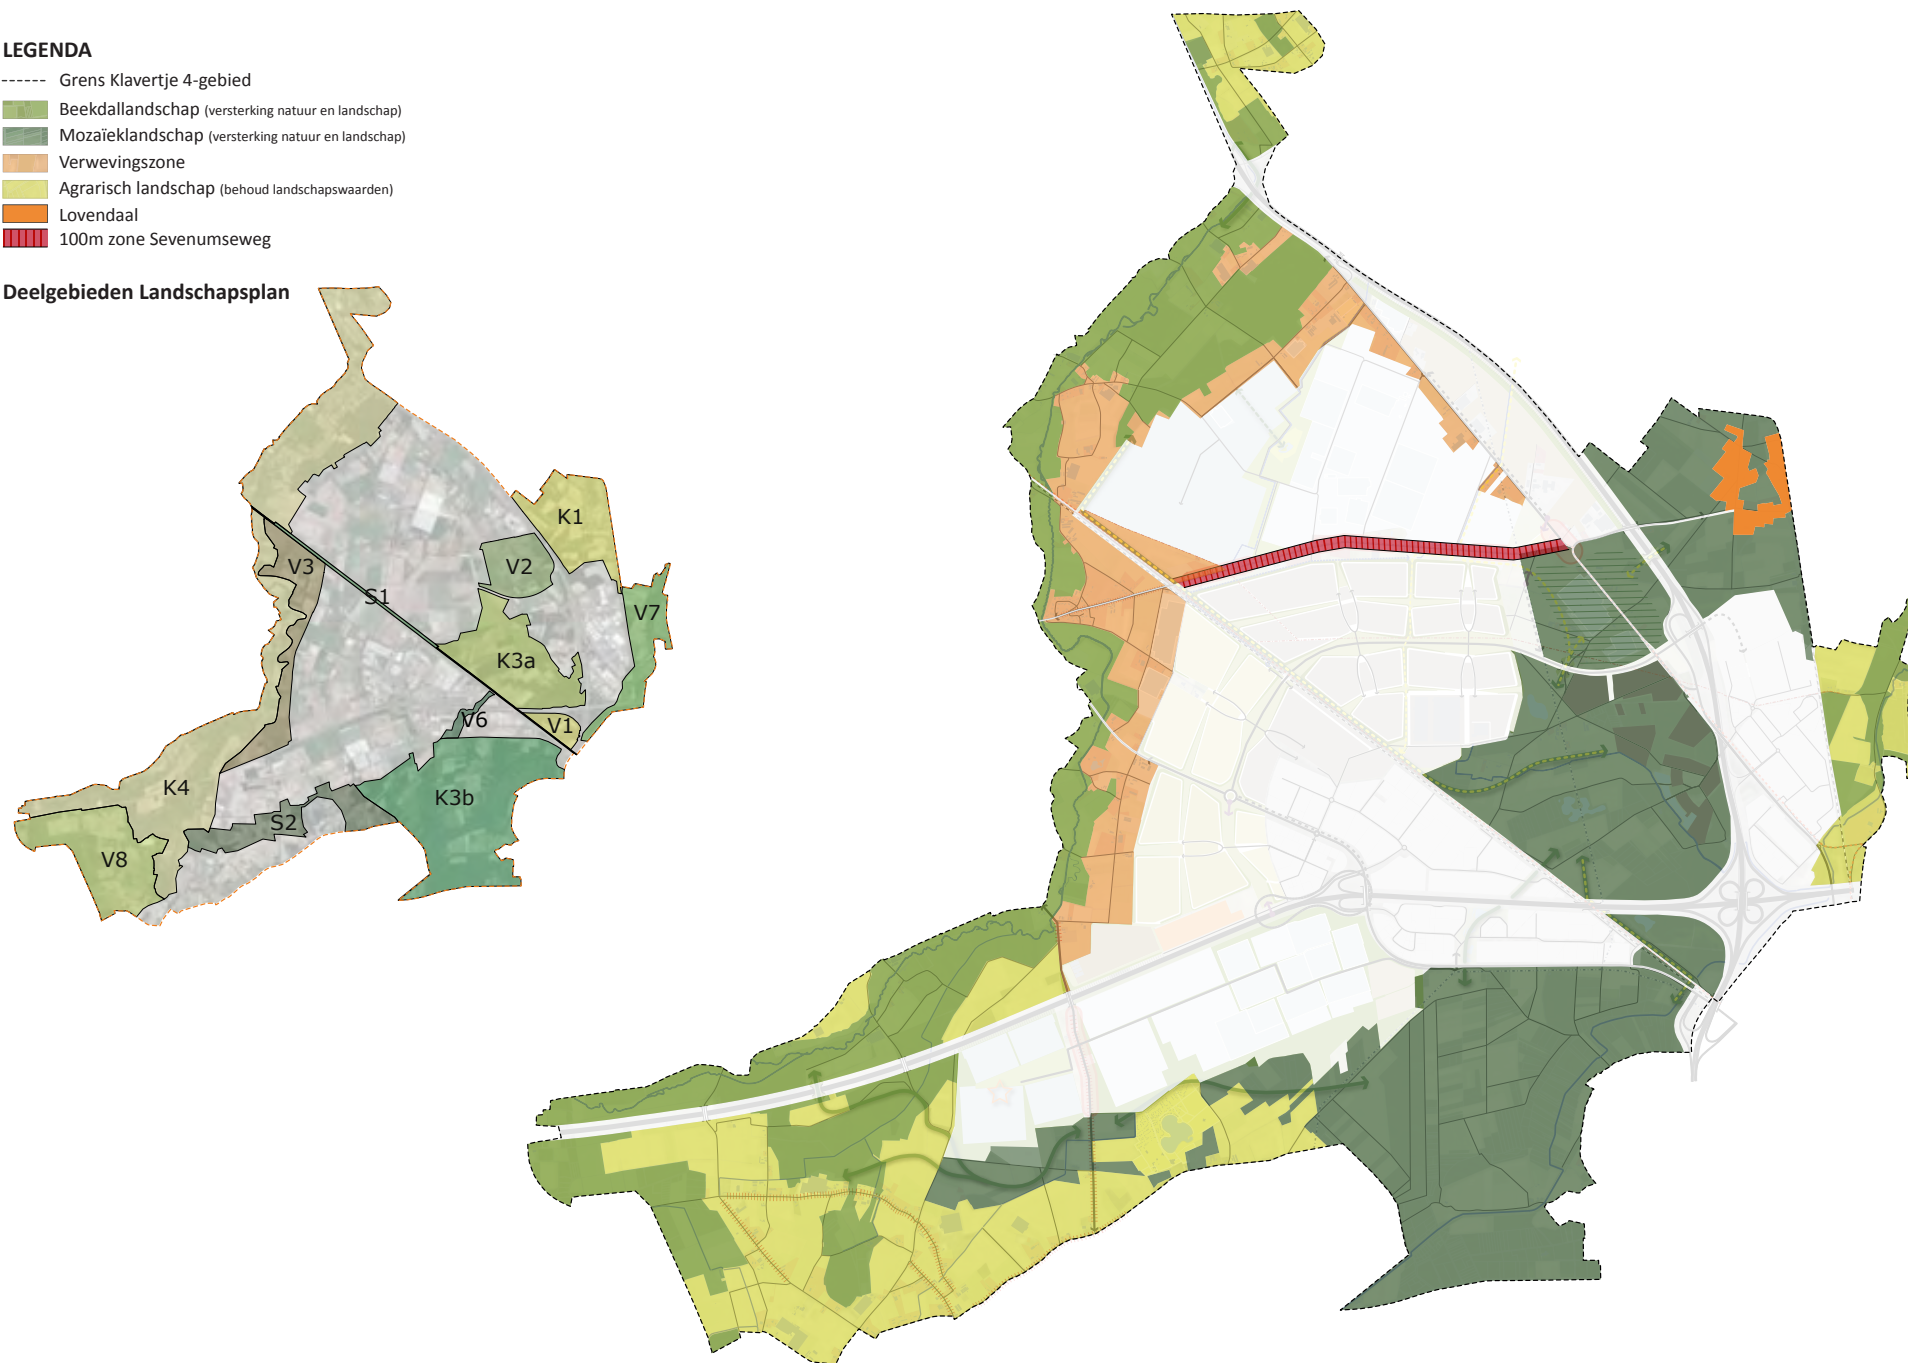 LEGENDA
Grens Klavertje 4-gebied
Beekdallandschap (versterking natuur en landschap)
Mozaïeklandschap (versterking natuur en landschap)
Verwevingszone
Agrarisch landschap (behoud landschapswaarden)
Lovendaal
100m zone Sevenumseweg
Deelgebieden Landschapsplan
K1
V3
V2
S1
V7
K3a
V6
V1
K4
K3b
S2
V8